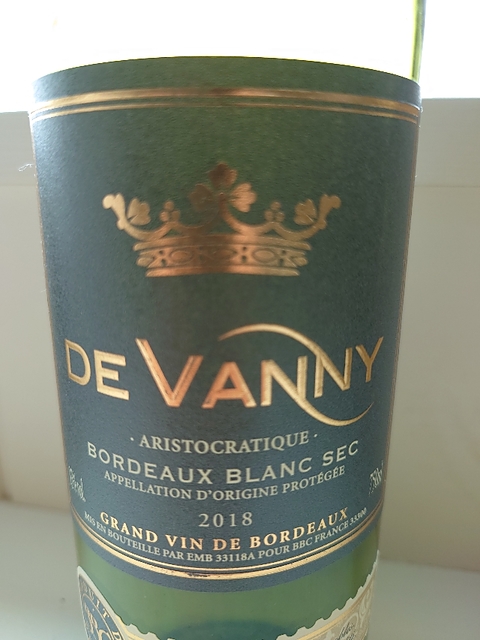 DE VANNY
· ARISTOCRATIQUE ·
BORDEAUX BLANC SEC
APPELLATION D'ORIGINE PROTÉGÉE
2018
GRAND VIN DE BORDEAUX
MIS EN BOUTEILLE PAR EMB 33118A POUR BBC FRANCE 33300